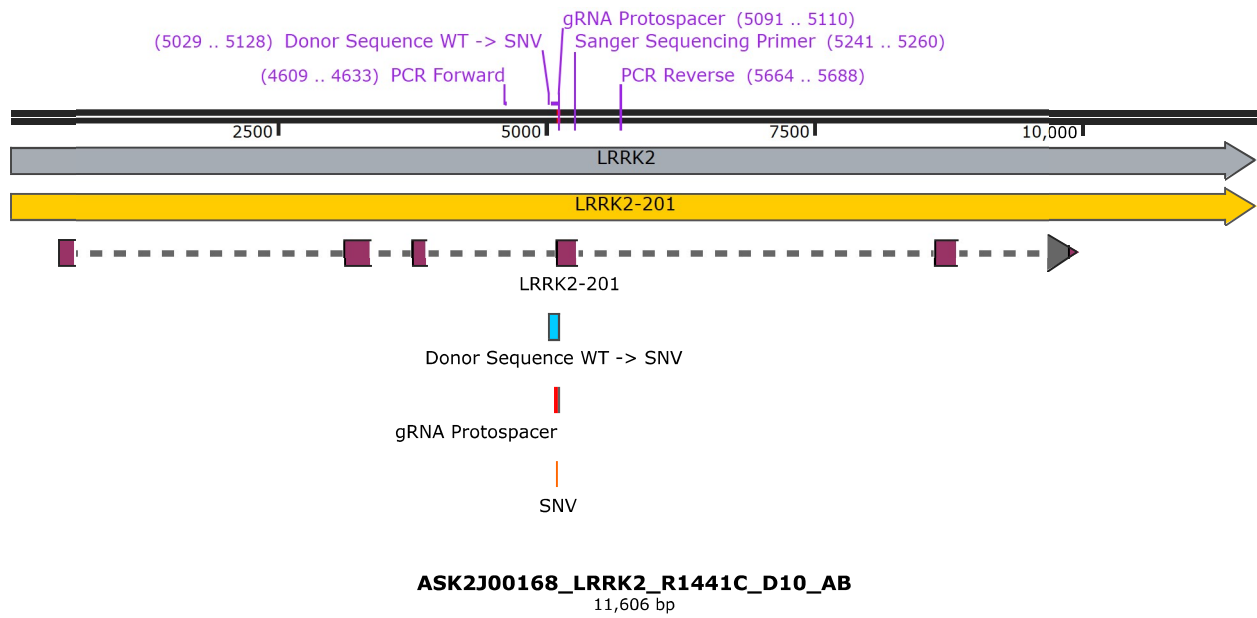 gRNA Protospacer (5091 .. 5110)
(5029 .. 5128) Donor Sequence WT -> SNV
Sanger Sequencing Primer (5241 .. 5260)
(4609 .. 4633) PCR Forward
PCR Reverse (5664 .. 5688)
2500
5000
7500
10,000
LRRK2
LRRK2-201
LRRK2-201
Donor Sequence WT -> SNV
gRNA Protospacer
SNV
ASK2J00168_LRRK2_R1441C_D10_AB
11,606 bp